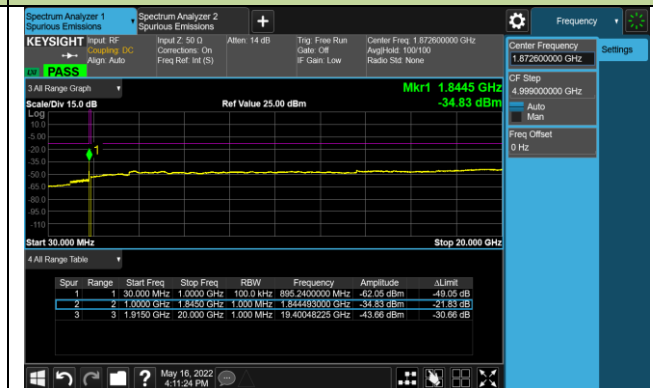 Spectrum Analyzer 1
Spurious Emissions
Spectrum Analyzer 2
Spurious Emissions
Frequency
KEYSIGHT
Input: RF
Coupling: DC
Align: Auto
Input Z: 50 Ω
Corrections: On
Freq Ref: Int (S)
Atten: 14 dB
Trig: Free Run
Gate: Off
IF Gain: Low
Center Freq: 1.872600000 GHz
Avg|Hold: 100/100
Radio Std: None
PASS
Center Frequency
1.872600000 GHz
Settings
CF Step
4.999000000 GHz
Auto
Man
Freq Offset
0 Hz
3 All Range Graph
Mkr1 1.8445 GHz
-34.83 dBm
Scale/Div 15.0 dB
Ref Value 25.00 dBm
Log
10.0
-5.00
-20.0
-35.0
-50.0
-65.0
-80.0
-95.0
-110
1
Start 30.000 MHz
Stop 20.000 GHz
4 All Range Table
Spur Range Start Freq Stop Freq RBW Frequency Amplitude ΔLimit
1 1 30.000 MHz 1.0000 GHz 100.0 kHz 895.2400000 MHz -62.05 dBm -49.05 dB
2 2 1.0000 GHz 1.8450 GHz 1.000 MHz 1.844493000 GHz -34.83 dBm -21.83 dB
3 3 1.9150 GHz 20.000 GHz 1.000 MHz 19.40048225 GHz -43.66 dBm -30.66 dB
?
May 16, 2022
4:11:24 PM